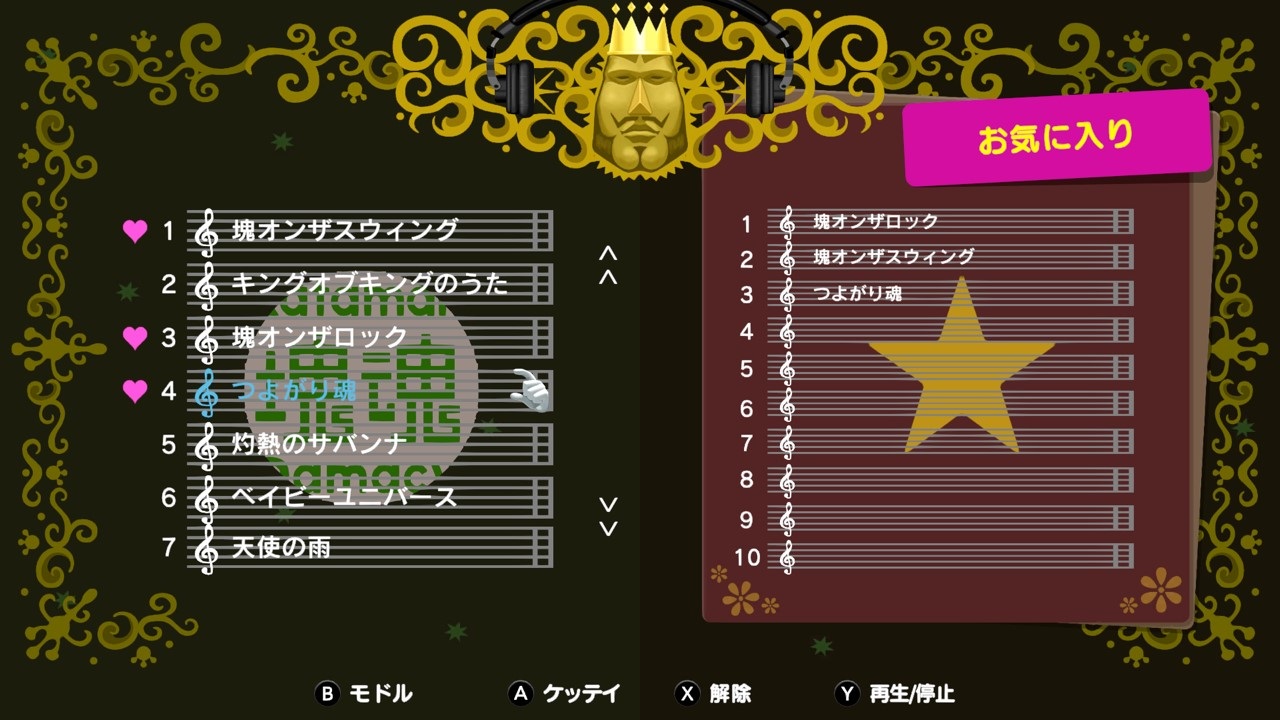 お気に入り
1 塊オンザスウィング
2 キングオブキングのうた
3 塊オンザロック
4 つよがり魂
5 灼熱のサバンナ
6 ベイビーユニバース
7 天使の雨
katamari
塊魂
damacy
1 塊オンザロック
2 塊オンザスウィング
3 つよがり魂
4
5
6
7
8
9
10
B モドル
A ケッテイ
X 解除
Y 再生/停止